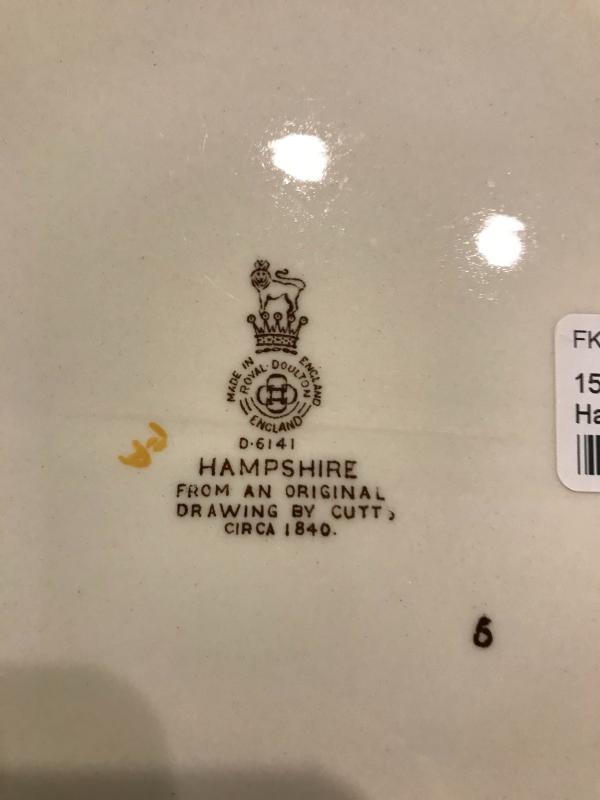 MADE IN ENGLAND
ROYAL·DOULTON
ENGLAND
D·6141
HAMPSHIRE
FROM AN ORIGINAL
DRAWING BY CUTTS
CIRCA 1840.
6
FK
15
Ha